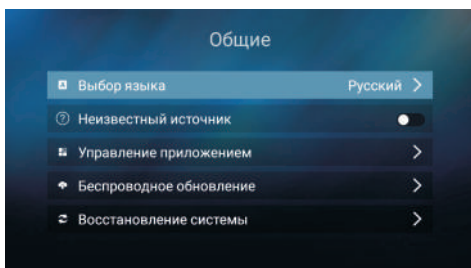 Общие
Выбор языка Русский
Неизвестный источник
Управление приложением
Беспроводное обновление
Восстановление системы